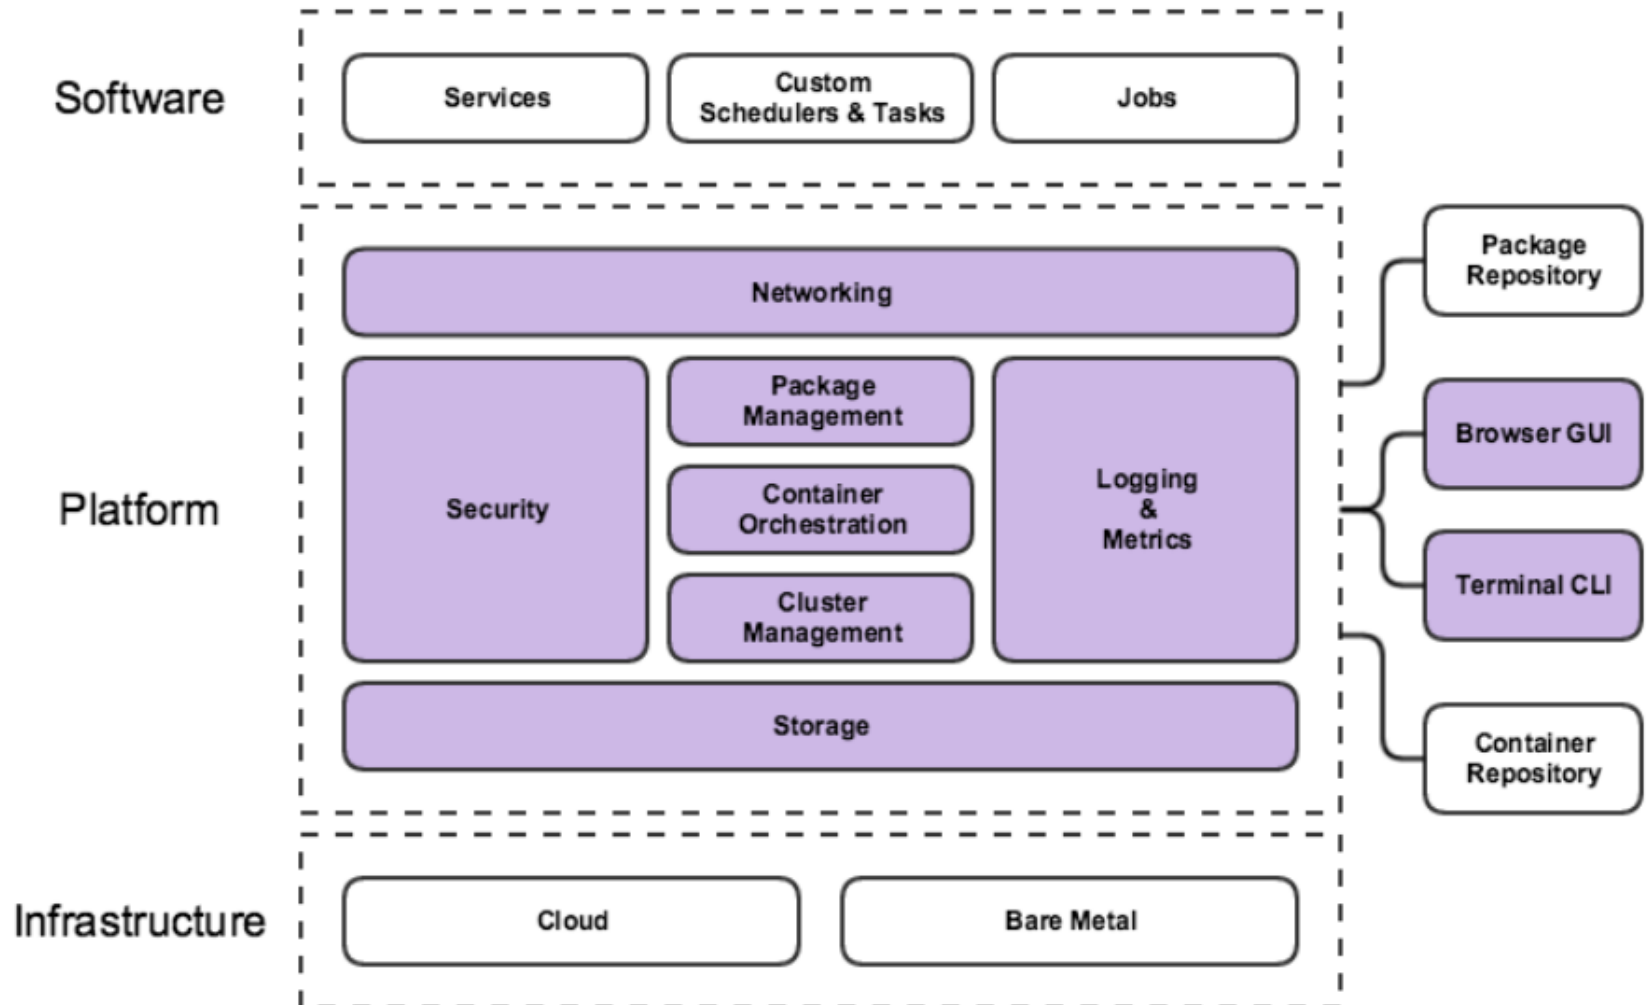 Software
Services
Custom
Schedulers & Tasks
Jobs
Platform
Networking
Security
Package
Management
Container
Orchestration
Cluster
Management
Logging
&
Metrics
Storage
Package
Repository
Browser GUI
Terminal CLI
Container
Repository
Infrastructure
Cloud
Bare Metal